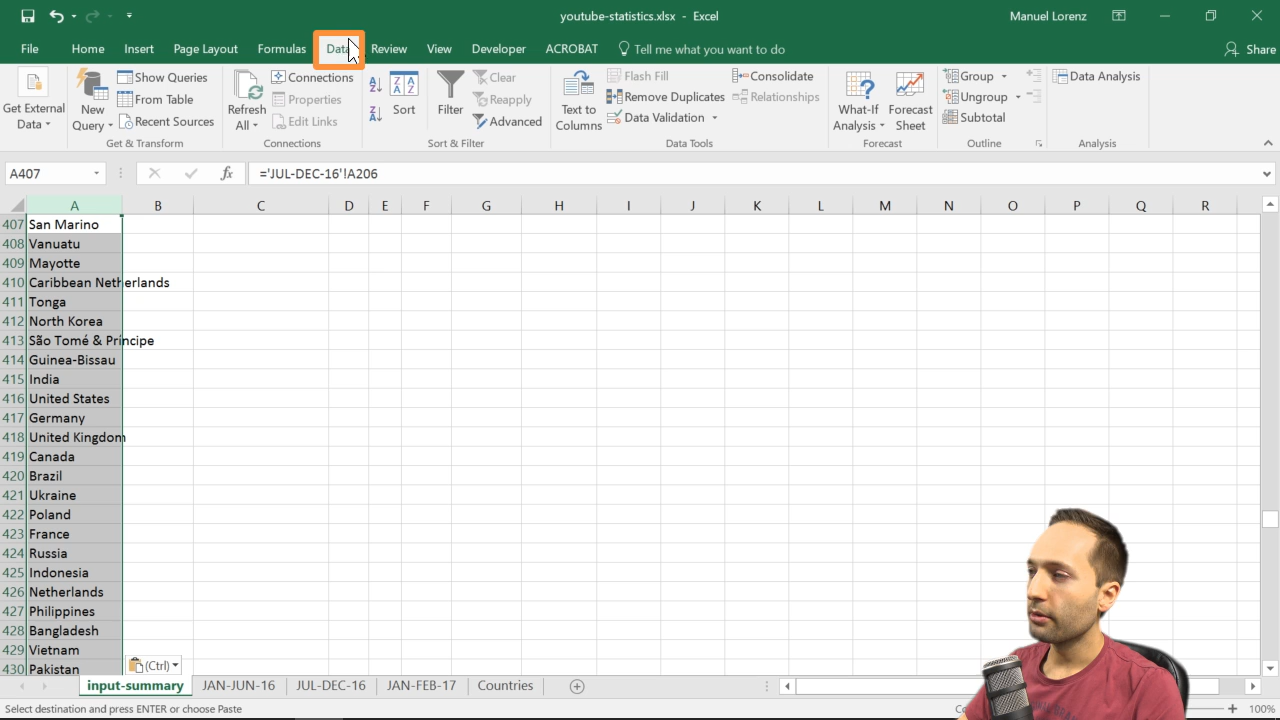 youtube-statistics.xlsx - Excel
Manuel Lorenz
File Home Insert Page Layout Formulas Data Review View Developer ACROBAT Tell me what you want to do Share
Get External Data
New Query
Show Queries
From Table
Recent Sources
Get & Transform
Refresh All
Connections
Properties
Edit Links
Connections
Sort
Filter
Clear
Reapply
Advanced
Sort & Filter
Text to Columns
Flash Fill
Remove Duplicates
Data Validation
Consolidate
Relationships
Data Tools
What-If Analysis
Forecast Sheet
Forecast
Group
Ungroup
Subtotal
Outline
Data Analysis
Analysis
A407 fx ='JUL-DEC-16'!A206
A B C D E F G H I J K L M N O P Q R
407 San Marino
408 Vanuatu
409 Mayotte
410 Caribbean Netherlands
411 Tonga
412 North Korea
413 São Tomé & Príncipe
414 Guinea-Bissau
415 India
416 United States
417 Germany
418 United Kingdom
419 Canada
420 Brazil
421 Ukraine
422 Poland
423 France
424 Russia
425 Indonesia
426 Netherlands
427 Philippines
428 Bangladesh
429 Vietnam
430 Pakistan
(Ctrl)
input-summary JAN-JUN-16 JUL-DEC-16 JAN-FEB-17 Countries
Select destination and press ENTER or choose Paste
100%